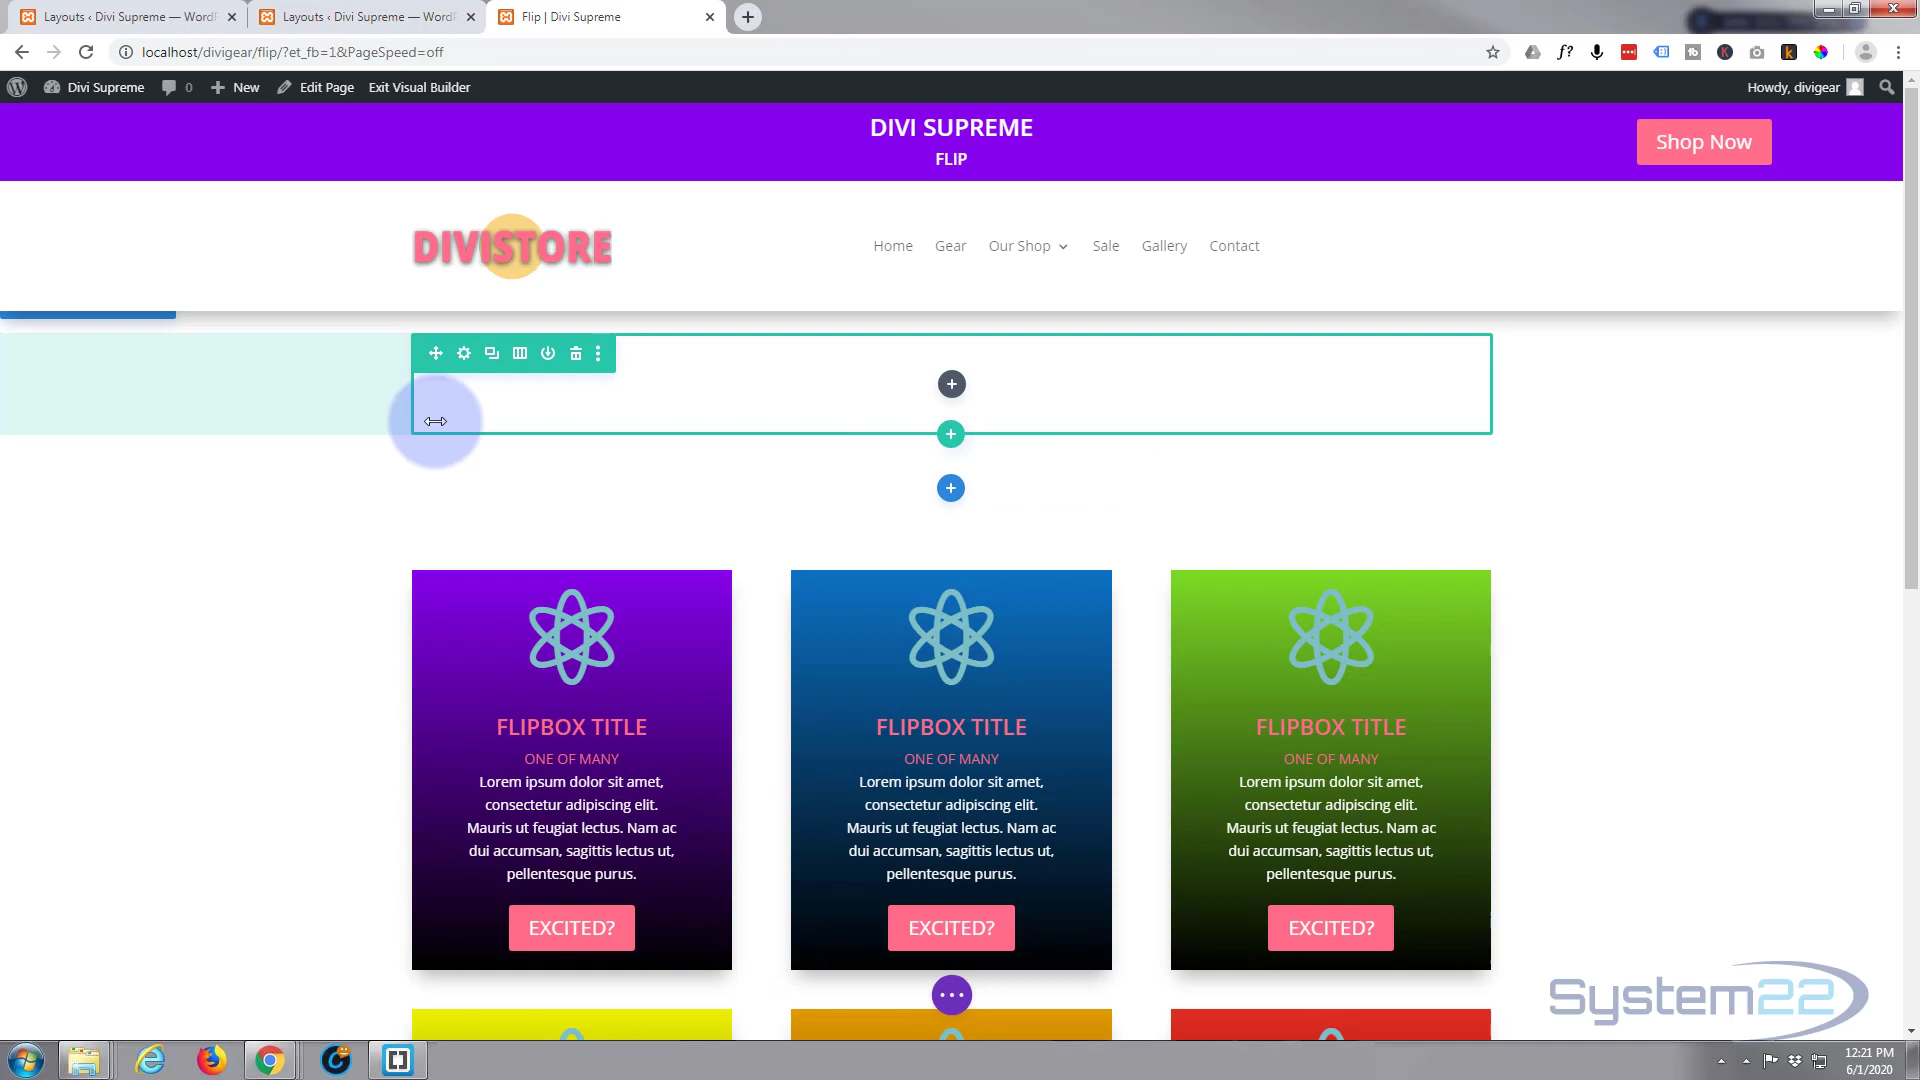 Layouts ‹ Divi Supreme — WordP
Layouts ‹ Divi Supreme — WordP
Flip | Divi Supreme
localhost/divigear/flip/?et_fb=1&PageSpeed=off
Divi Supreme
0
New
Edit Page
Exit Visual Builder
Howdy, divigear
DIVI SUPREME
FLIP
Shop Now
DIVISTORE
Home
Gear
Our Shop
Sale
Gallery
Contact
FLIPBOX TITLE
ONE OF MANY
Lorem ipsum dolor sit amet,
consectetur adipiscing elit.
Mauris ut feugiat lectus. Nam ac
dui accumsan, sagittis lectus ut,
pellentesque purus.
EXCITED?
FLIPBOX TITLE
ONE OF MANY
Lorem ipsum dolor sit amet,
consectetur adipiscing elit.
Mauris ut feugiat lectus. Nam ac
dui accumsan, sagittis lectus ut,
pellentesque purus.
EXCITED?
FLIPBOX TITLE
ONE OF MANY
Lorem ipsum dolor sit amet,
consectetur adipiscing elit.
Mauris ut feugiat lectus. Nam ac
dui accumsan, sagittis lectus ut,
pellentesque purus.
EXCITED?
System22
12:21 PM
6/1/2020